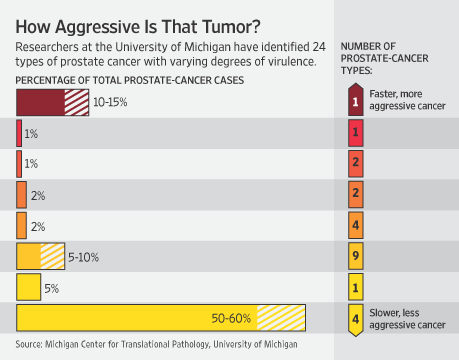 How Aggressive Is That Tumor?
Researchers at the University of Michigan have identified 24
types of prostate cancer with varying degrees of virulence.
NUMBER OF
PROSTATE-CANCER
TYPES:
PERCENTAGE OF TOTAL PROSTATE-CANCER CASES
10-15%
1
Faster, more
aggressive cancer
1%
1
1%
2
2%
2
2%
4
5-10%
9
5%
1
50-60%
4
Slower, less
aggressive cancer
Source: Michigan Center for Translational Pathology, University of Michigan